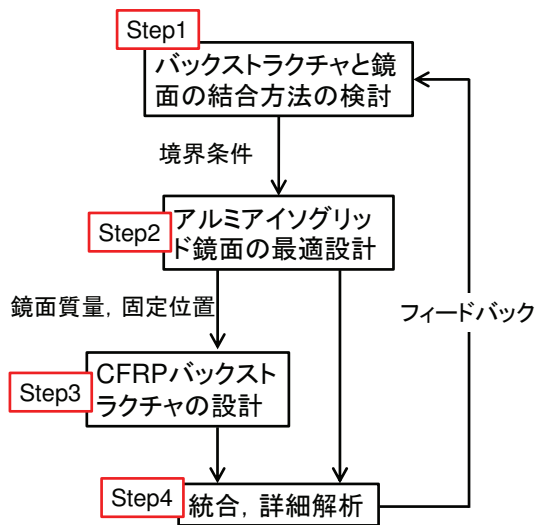 Step1
バックストラクチャと鏡
面の結合方法の検討
境界条件
Step2
アルミアイソグリッ
ド鏡面の最適設計
鏡面質量，固定位置
フィードバック
Step3
CFRPバックスト
ラクチャの設計
Step4
統合，詳細解析